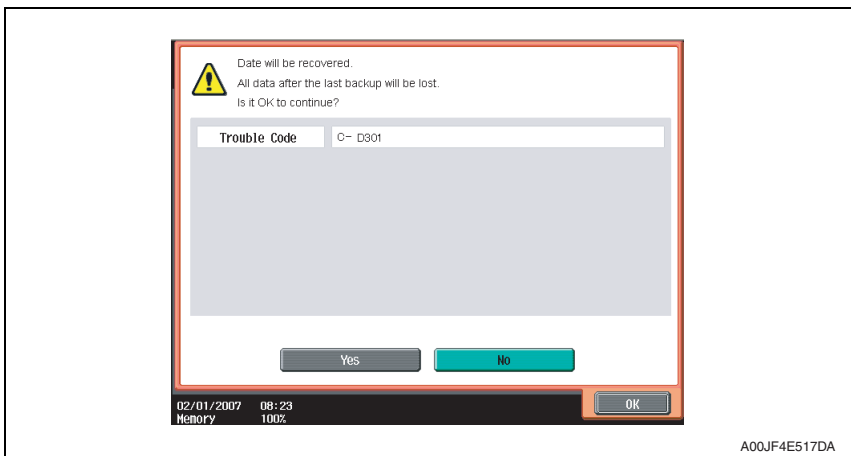 Date will be recovered.
All data after the last backup will be lost.
Is it OK to continue?
Trouble Code C- D301
Yes No
OK
02/01/2007 08:23
Memory 100%
A00JF4E517DA